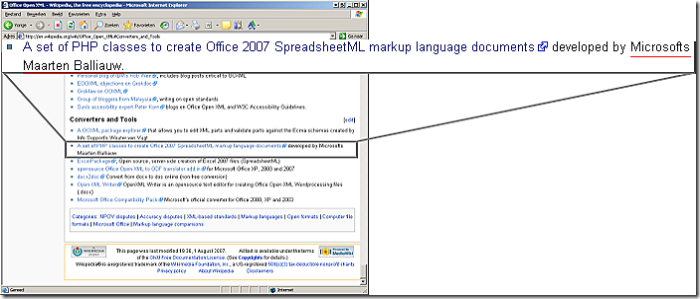 Office Open XML - Wikipedia, the free encyclopedia - Microsoft Internet Explorer
A set of PHP classes to create Office 2007 SpreadsheetML markup language documents developed by Microsofts
Maarten Balliauw.
includes blog posts critical to OOXML
OOXML objections on Grokdoc
Grokdoc on OOXML
Group of bloggers from Malaysia, writing on open standards
Sun's accessibility expert Peter Korn blogs on Office Open XML and W3C Accessibility Guidelines.
Converters and Tools [edit]
A OOXML package explorer that allows you to edit XML parts and validate parts against the Ecma schemas created by
Info Supports Wouter van Vugt
A set of PHP classes to create Office 2007 SpreadsheetML markup language documents developed by Microsofts
Maarten Balliauw.
ExcelPackage, Open source, server-side creation of Excel 2007 files (SpreadsheetML)
opensource Office Open XML to ODF translator add-in for Microsoft Office XP, 2003 and 2007
docx2doc Convert from docx to doc online (non free conversion)
Open XML Writer OpenXML Writer is an opensource text editor for creating Office Open XML Wordprocessing files
(.docx)
Microsoft Office Compatibility Pack Microsoft's official converter for Office 2000, XP and 2003
Categories: NPOV disputes | Accuracy disputes | XML-based standards | Markup languages | Open formats | Computer file
formats | Microsoft Office | Markup language comparisons
This page was last modified 19:26, 1 August 2007. All text is available under the terms
of the GNU Free Documentation License. (See Copyrights for details.)
Wikipedia® is a registered trademark of the Wikimedia Foundation, Inc., a US-registered 501(c)(3) tax-deductible nonprofit charity.
Privacy policy About Wikipedia Disclaimers
Gereed Internet